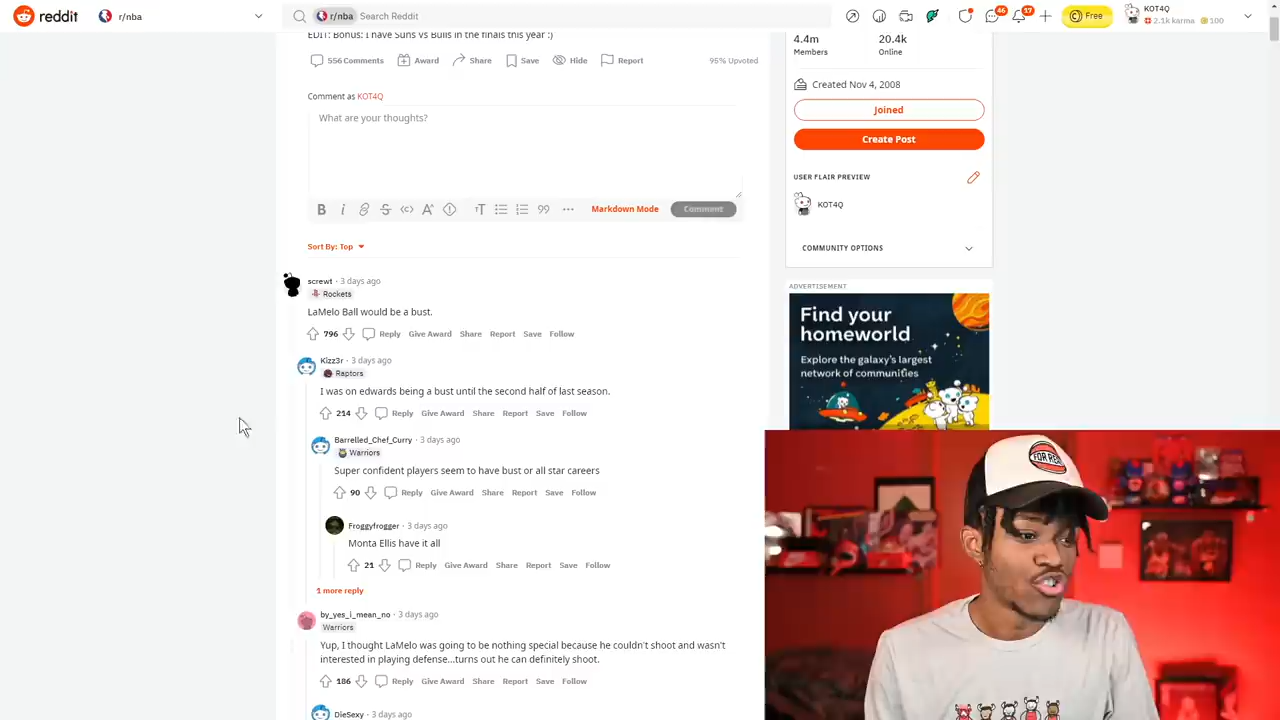 reddit r/nba r/nba Search Reddit 46 17 Free KOT4Q
2.1k karma 100
EDIT: Bonus: I have Suns vs Bulls in the finals this year :)
556 Comments Award Share Save Hide Report 95% Upvoted
Comment as KOT4Q
What are your thoughts?
B i Markdown Mode Comment
Sort By: Top
screwt · 3 days ago
Rockets
LaMelo Ball would be a bust.
796 Reply Give Award Share Report Save Follow
Kizz3r · 3 days ago
Raptors
I was on edwards being a bust until the second half of last season.
214 Reply Give Award Share Report Save Follow
Barrelled_Chef_Curry · 3 days ago
Warriors
Super confident players seem to have bust or all star careers
90 Reply Give Award Share Report Save Follow
Froggyfrogger · 3 days ago
Monta Ellis have it all
21 Reply Give Award Share Report Save Follow
1 more reply
by_yes_i_mean_no · 3 days ago
Warriors
Yup, I thought LaMelo was going to be nothing special because he couldn't shoot and wasn't
interested in playing defense...turns out he can definitely shoot.
186 Reply Give Award Share Report Save Follow
DieSexy · 3 days ago
4.4m 20.4k
Members Online
Created Nov 4, 2008
Joined
Create Post
USER FLAIR PREVIEW
KOT4Q
COMMUNITY OPTIONS
ADVERTISEMENT
Find your
homeworld
Explore the galaxy's largest
network of communities
FOR REAL